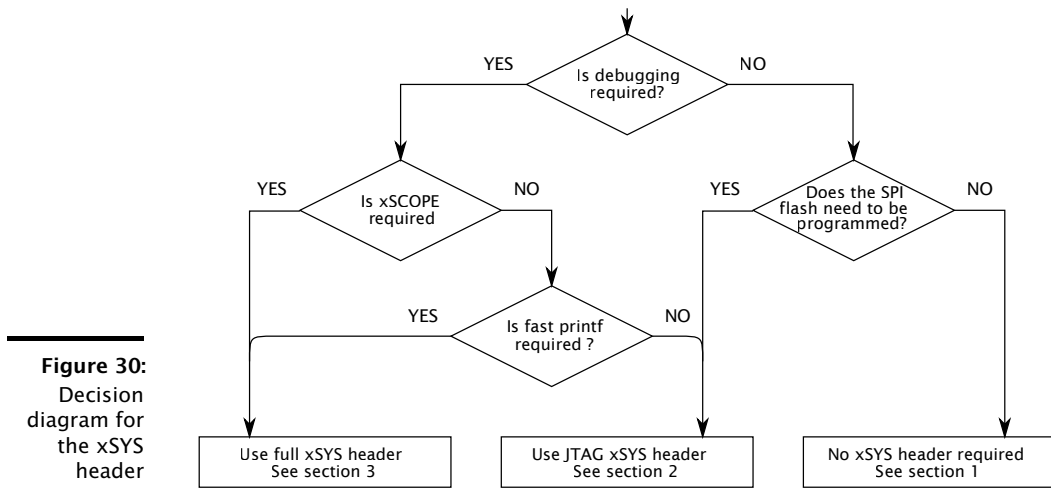 YES
Is debugging
required?
NO
YES
Is xSCOPE
required
NO
YES
Does the SPI
flash need to be
programmed?
NO
YES
Is fast printf
required ?
NO
Figure 30:
Decision
diagram for
the xSYS
header
Use full xSYS header
See section 3
Use JTAG xSYS header
See section 2
No xSYS header required
See section 1